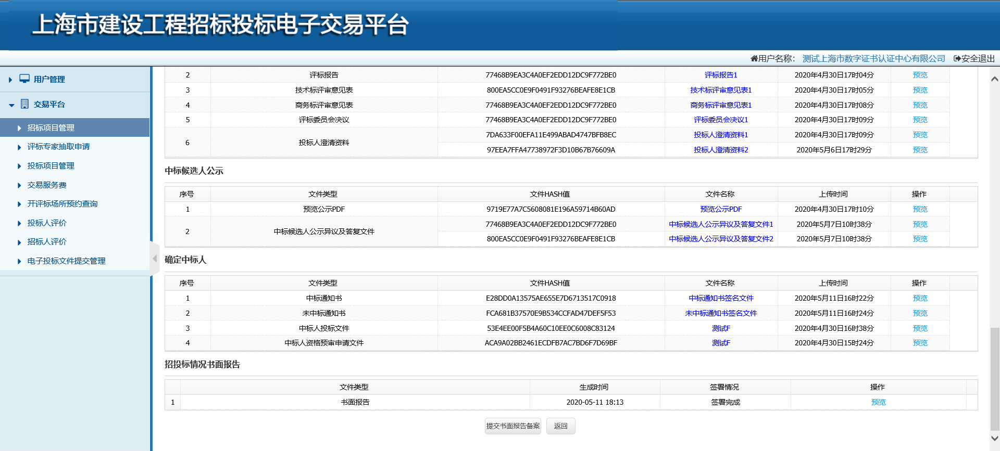 上海市建设工程招标投标电子交易平台
用户名称： 测试上海市数字证书认证中心有限公司 安全退出
用户管理
交易平台
招标项目管理
评标专家抽取申请
投标项目管理
交易服务费
开评标场所预约查询
投标人评价
招标人评价
电子投标文件提交管理
2 评标报告 77468B9EA3C4A0EF2EDD12DC9F772BE0 评标报告1 2020年4月30日17时04分 预览
3 技术标评审意见表 800EA5CC0E9F0491F93276BEAFE8E1CB 技术标评审意见表1 2020年4月30日17时05分 预览
4 商务标评审意见表 77468B9EA3C4A0EF2EDD12DC9F772BE0 商务标评审意见表1 2020年4月30日17时08分 预览
5 评标委员会决议 77468B9EA3C4A0EF2EDD12DC9F772BE0 评标委员会决议1 2020年4月30日17时09分 预览
6 投标人澄清资料 7DA633F00EFA11E499ABAD4747BFB8EC 投标人澄清资料1 2020年4月30日17时09分 预览
97EEA7FFA47738972F3D10B67B76609A 投标人澄清资料2 2020年5月6日17时29分 预览
中标候选人公示
序号 文件类型 文件HASH值 文件名称 上传时间 操作
1 预览公示PDF 9719E77A7C5608081E196A59714B60AD 预览公示PDF 2020年4月30日17时10分 预览
2 中标候选人公示异议及答复文件 77468B9EA3C4A0EF2EDD12DC9F772BE0 中标候选人公示异议及答复文件1 2020年5月7日10时38分 预览
800EA5CC0E9F0491F93276BEAFE8E1CB 中标候选人公示异议及答复文件2 2020年5月7日10时38分 预览
确定中标人
序号 文件类型 文件HASH值 文件名称 上传时间 操作
1 中标通知书 E28DD0A13575AE655E7D6713517C0918 中标通知书签名文件 2020年5月11日16时22分 预览
2 未中标通知书 FCA681B37570E9B534CCFAD47DEF5F53 未中标通知书签名文件 2020年5月11日16时24分 预览
3 中标人投标文件 53E4EE00F5B4A60C10EE0C6008C83124 测试F 2020年4月30日16时38分 预览
4 中标人资格预审申请文件 ACA9A02BB2461ECDFB7AC7BD6F7D69BF 测试F 2020年4月30日15时24分 预览
招投标情况书面报告
文件类型 生成时间 签署情况 操作
1 书面报告 2020-05-11 18:13 签署完成 预览
提交书面报告备案 返回